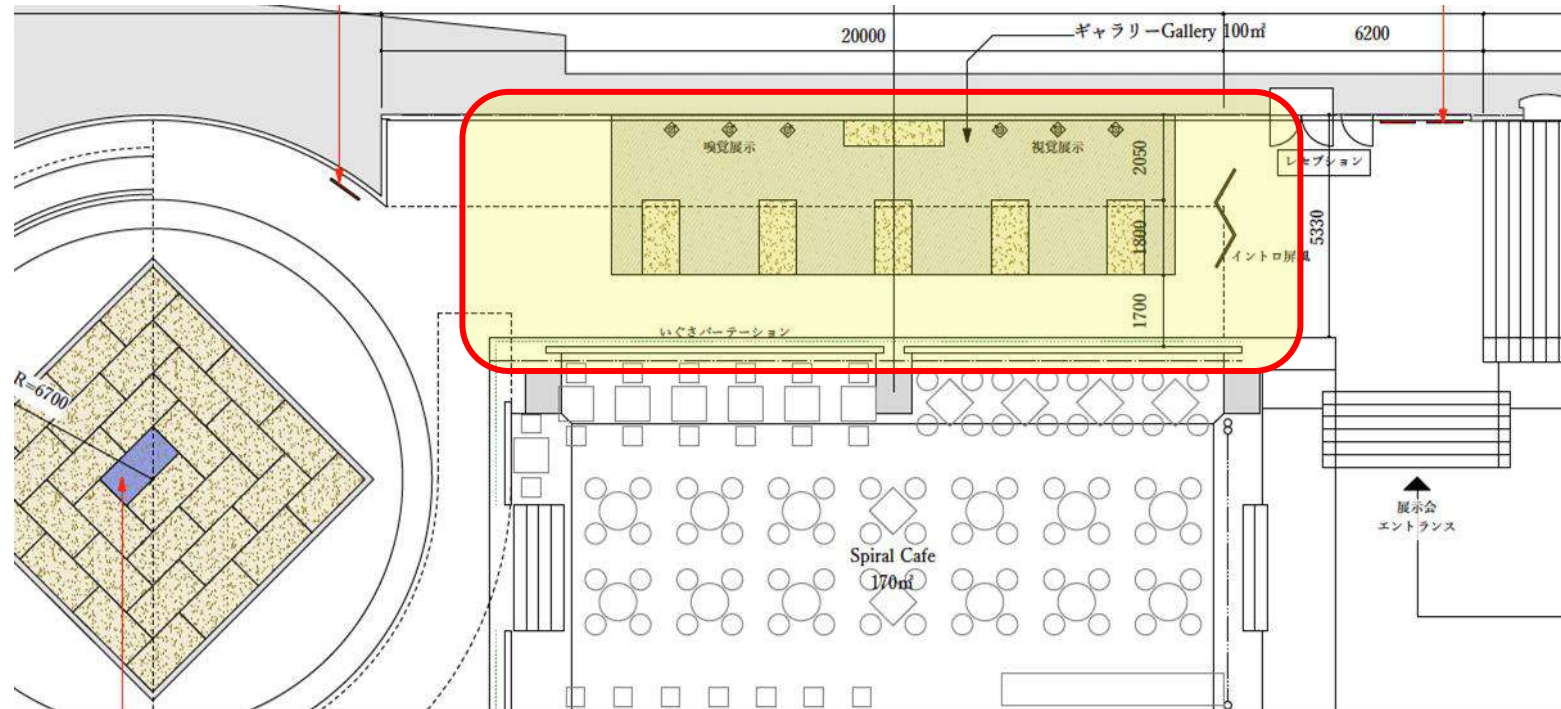 20000
ギャラリーGallery 100㎡
6200
嗅覚展示
視覚展示
レセプション
2050
1800
5330
イントロ屏風
1700
いぐさパーテーション
R=6700
展示会
エントランス
Spiral Cafe
170㎡